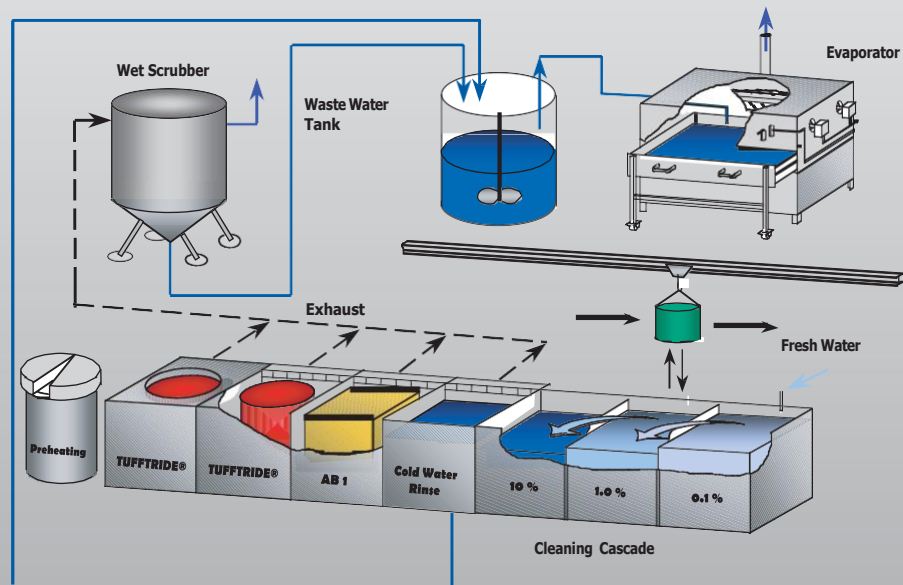 Evaporator
Wet Scrubber
Waste Water
Tank
Exhaust
Fresh Water
Preheating
TUFFTRIDE®
TUFFTRIDE®
AB 1
Cold Water
Rinse
10 %
1.0 %
0.1 %
Cleaning Cascade